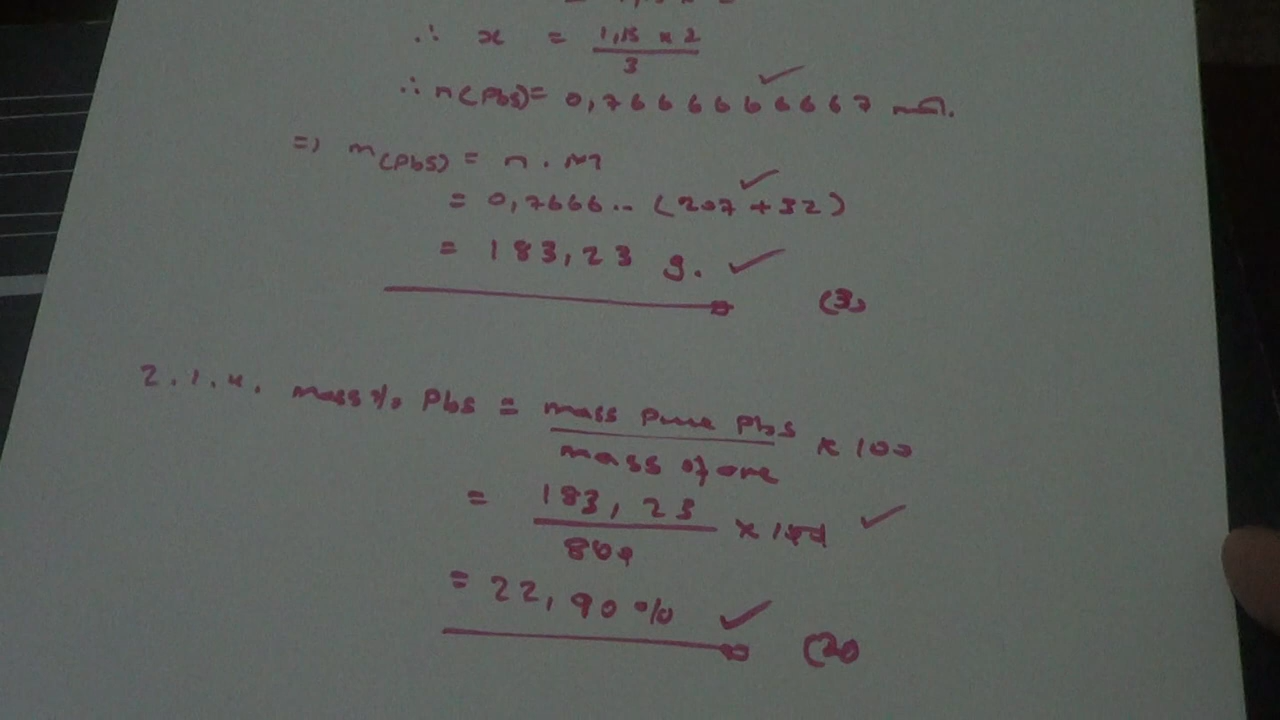 ∴ x = 1,15 x 2
3
∴ n(PbS) = 0,76666666667 mol.
=) m(PbS) = n . M
= 0,7666.. (207 + 32)
= 183,23 g.
(3)
2.1.4. mass % PbS = mass pure PbS x 100
mass of ore
= 183,23 x 100
800
= 22,90 %
(2)